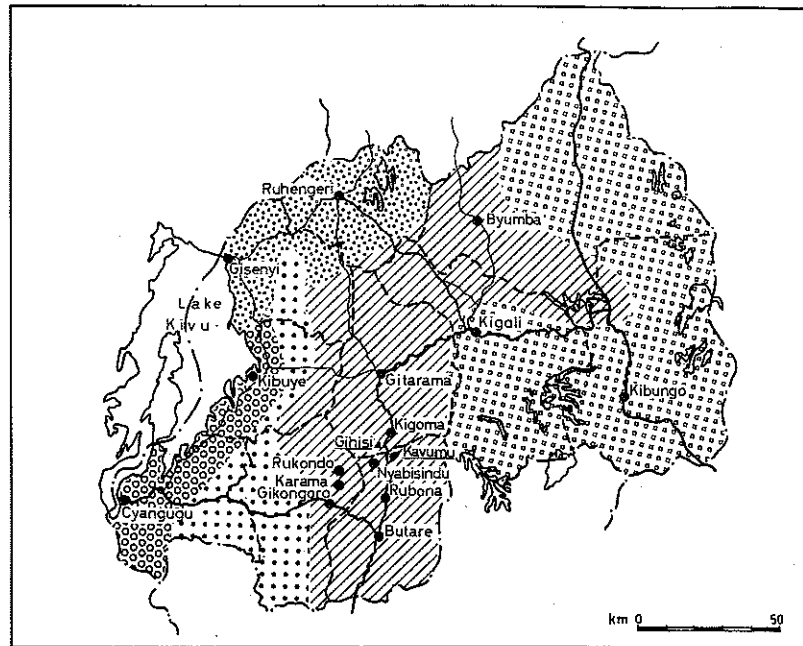 Ruhengeri
Byumba
Gisenyi
Lake
Kivu
Kigali
Kibuye
Gitarama
Kibungo
Kigoma
Gihisi
Kavumu
Rukondo
Nyabisindu
Karama
Gikongoro
Rubona
Cyangugu
Butare
km 0 50